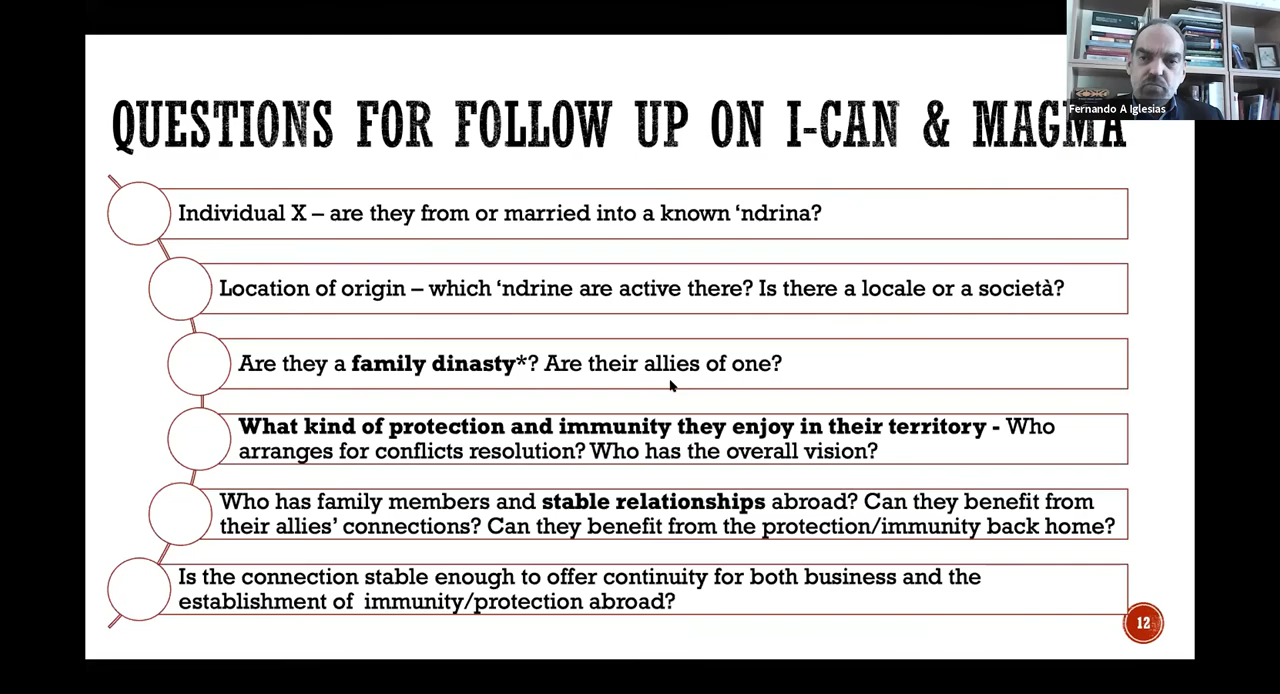 QUESTIONS FOR FOLLOW UP ON I-CAN & MAGMA
Fernando A Iglesias
Individual X – are they from or married into a known ‘ndrina?
Location of origin – which ‘ndrine are active there? Is there a locale or a società?
Are they a family dinasty*? Are their allies of one?
What kind of protection and immunity they enjoy in their territory - Who
arranges for conflicts resolution? Who has the overall vision?
Who has family members and stable relationships abroad? Can they benefit from
their allies’ connections? Can they benefit from the protection/immunity back home?
Is the connection stable enough to offer continuity for both business and the
establishment of immunity/protection abroad?
12